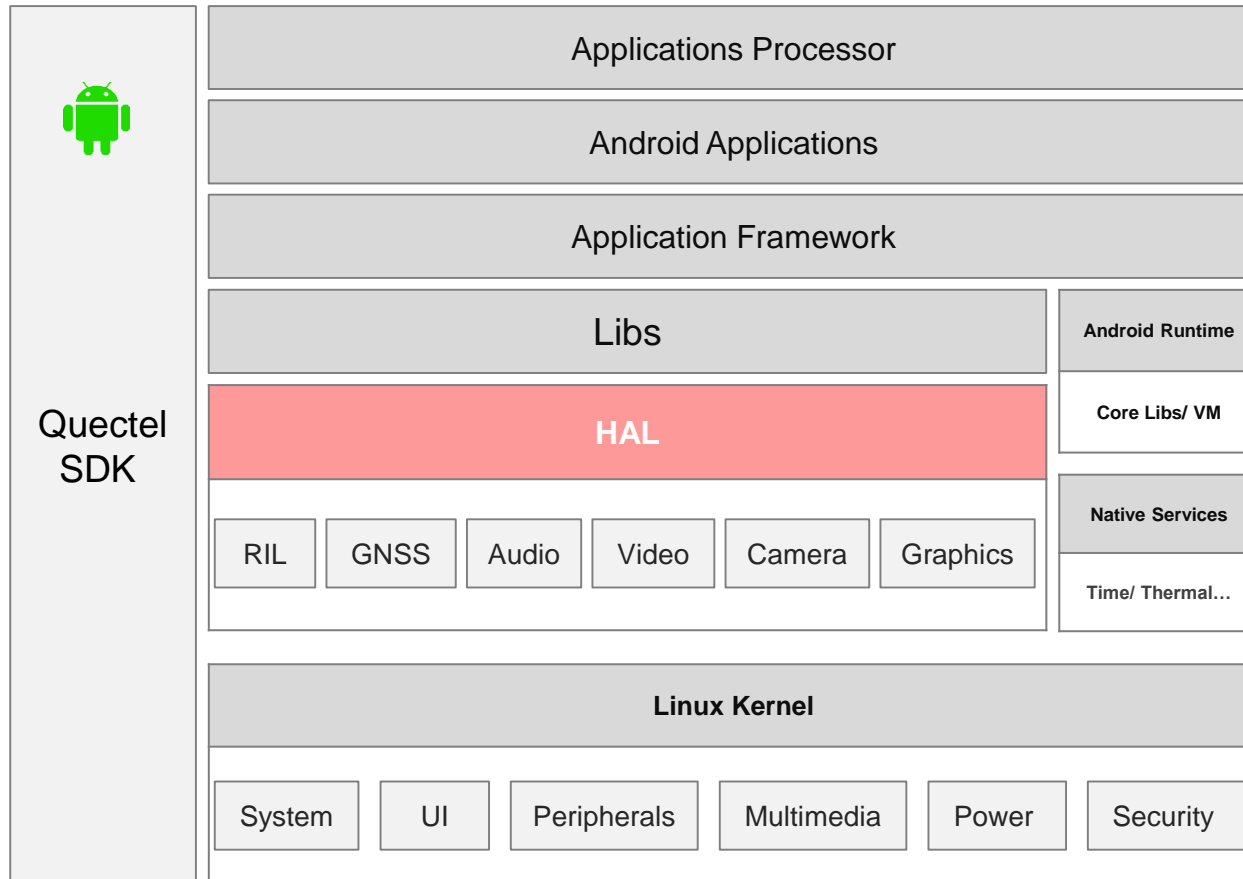 Applications Processor
Android Applications
Application Framework
Libs
Android Runtime
Core Libs/ VM
HAL
Quectel
SDK
Native Services
RIL GNSS Audio Video Camera Graphics
Time/ Thermal…
Linux Kernel
System UI Peripherals Multimedia Power Security